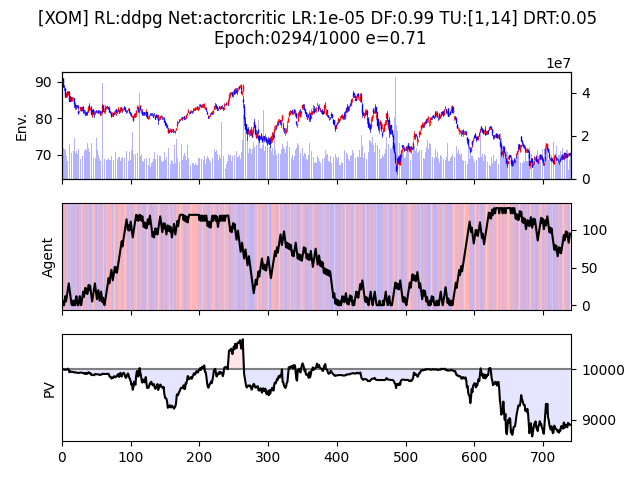 [XOM] RL:ddpg Net:actorcritic LR:1e-05 DF:0.99 TU:[1,14] DRT:0.05
Epoch:0294/1000 e=0.71
1e7
Env.
90
80
70
4
2
0
Agent
100
50
0
PV
10000
9000
0 100 200 300 400 500 600 700